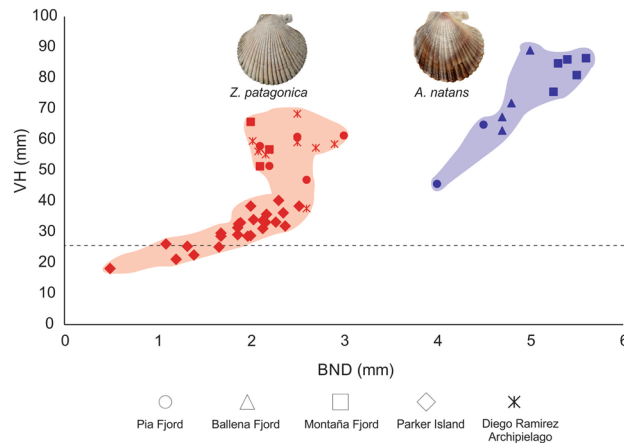 100
90
80
70
60
50
40
30
20
10
0
VH (mm)
Z. patagonica
A. natans
0 1 2 3 4 5 6
BND (mm)
Pia Fjord
Ballena Fjord
Montaña Fjord
Parker Island
Diego Ramirez
Archipielago